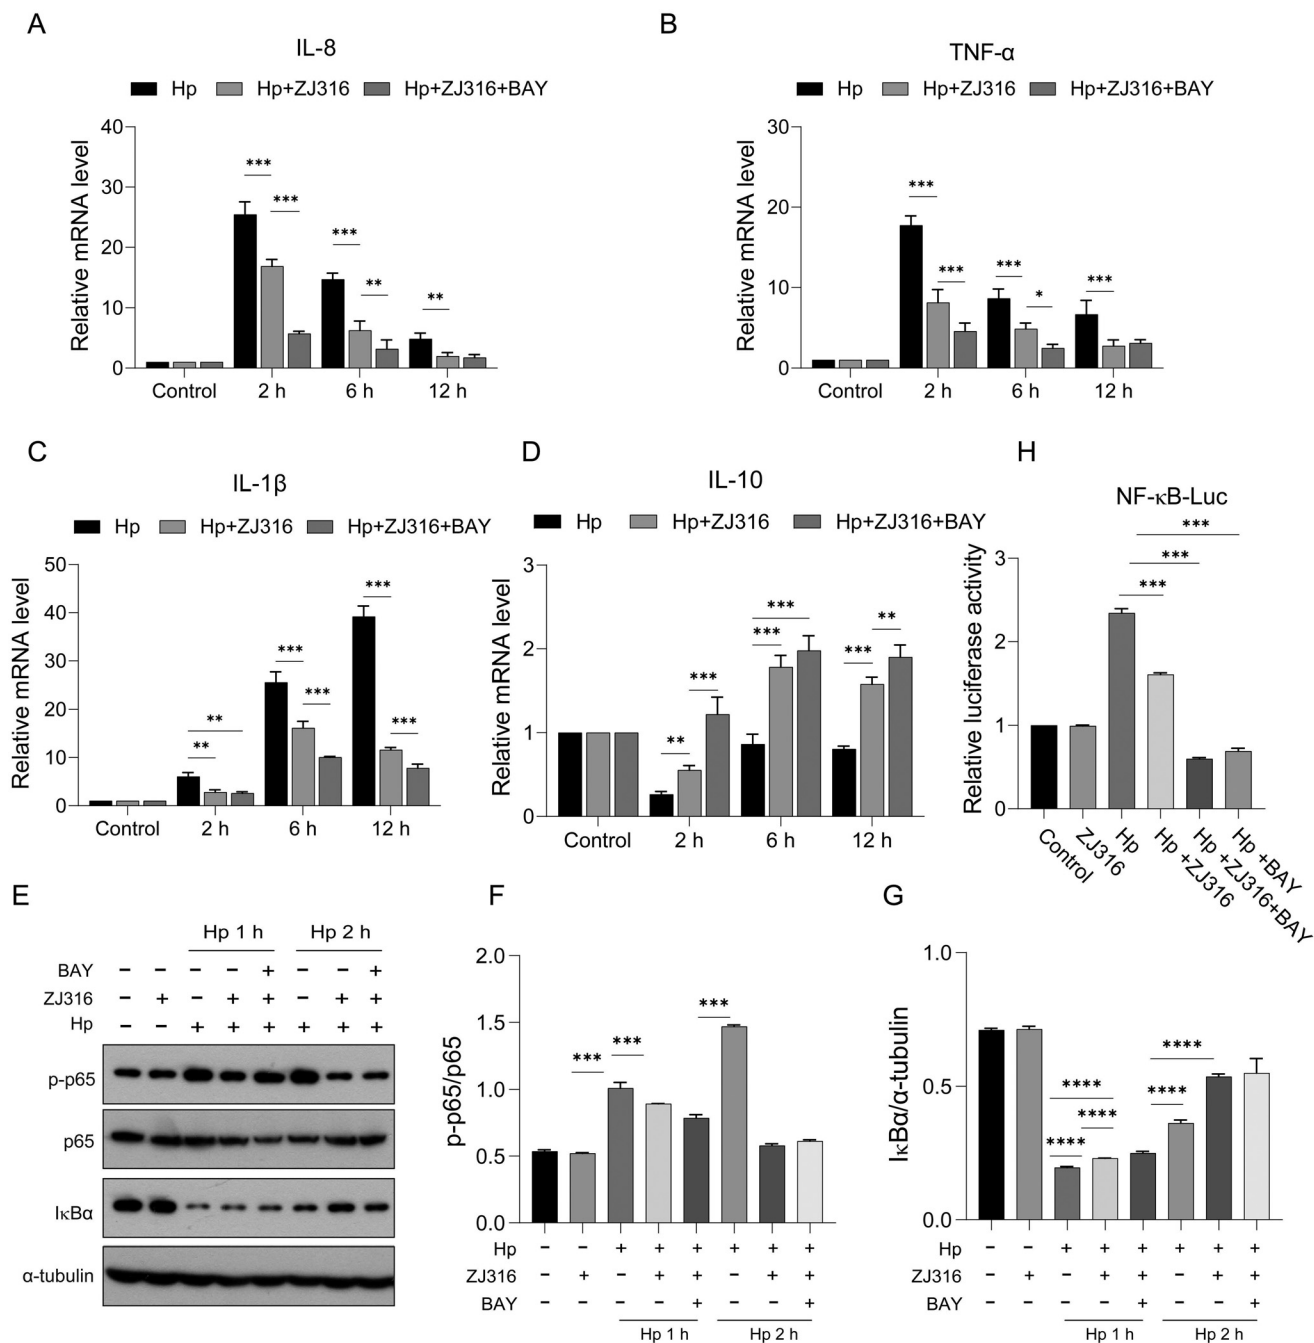 A
IL-8
Hp Hp+ZJ316 Hp+ZJ316+BAY
Relative mRNA level
40
30
20
10
0
*** *** *** ** **
Control 2 h 6 h 12 h
B
TNF-α
Hp Hp+ZJ316 Hp+ZJ316+BAY
Relative mRNA level
30
20
10
0
*** *** *** * ***
Control 2 h 6 h 12 h
C
IL-1β
Hp Hp+ZJ316 Hp+ZJ316+BAY
Relative mRNA level
50
40
30
20
10
0
** ** *** *** *** ***
Control 2 h 6 h 12 h
D
IL-10
Hp Hp+ZJ316 Hp+ZJ316+BAY
Relative mRNA level
3
2
1
0
** *** *** *** *** **
Control 2 h 6 h 12 h
H
NF-κB-Luc
Relative luciferase activity
3
2
1
0
***
***
***
Control
ZJ316
Hp
Hp +ZJ316
Hp +ZJ316+BAY
Hp +BAY
E
Hp 1 h Hp 2 h
BAY − − − − + − − +
ZJ316 − + − + + − + +
Hp − − + + + + + +
p-p65
p65
IκBα
α-tubulin
F
p-p65/p65
2.0
1.5
1.0
0.5
0.0
*** *** ***
Hp − − + + + + + +
ZJ316 − + − + + − + +
BAY − − − − + − − +
Hp 1 h Hp 2 h
G
IκBα/α-tubulin
1.0
0.5
0.0
**** **** **** **** ****
Hp − − + + + + + +
ZJ316 − + − + + − + +
BAY − − − − + − − +
Hp 1 h Hp 2 h